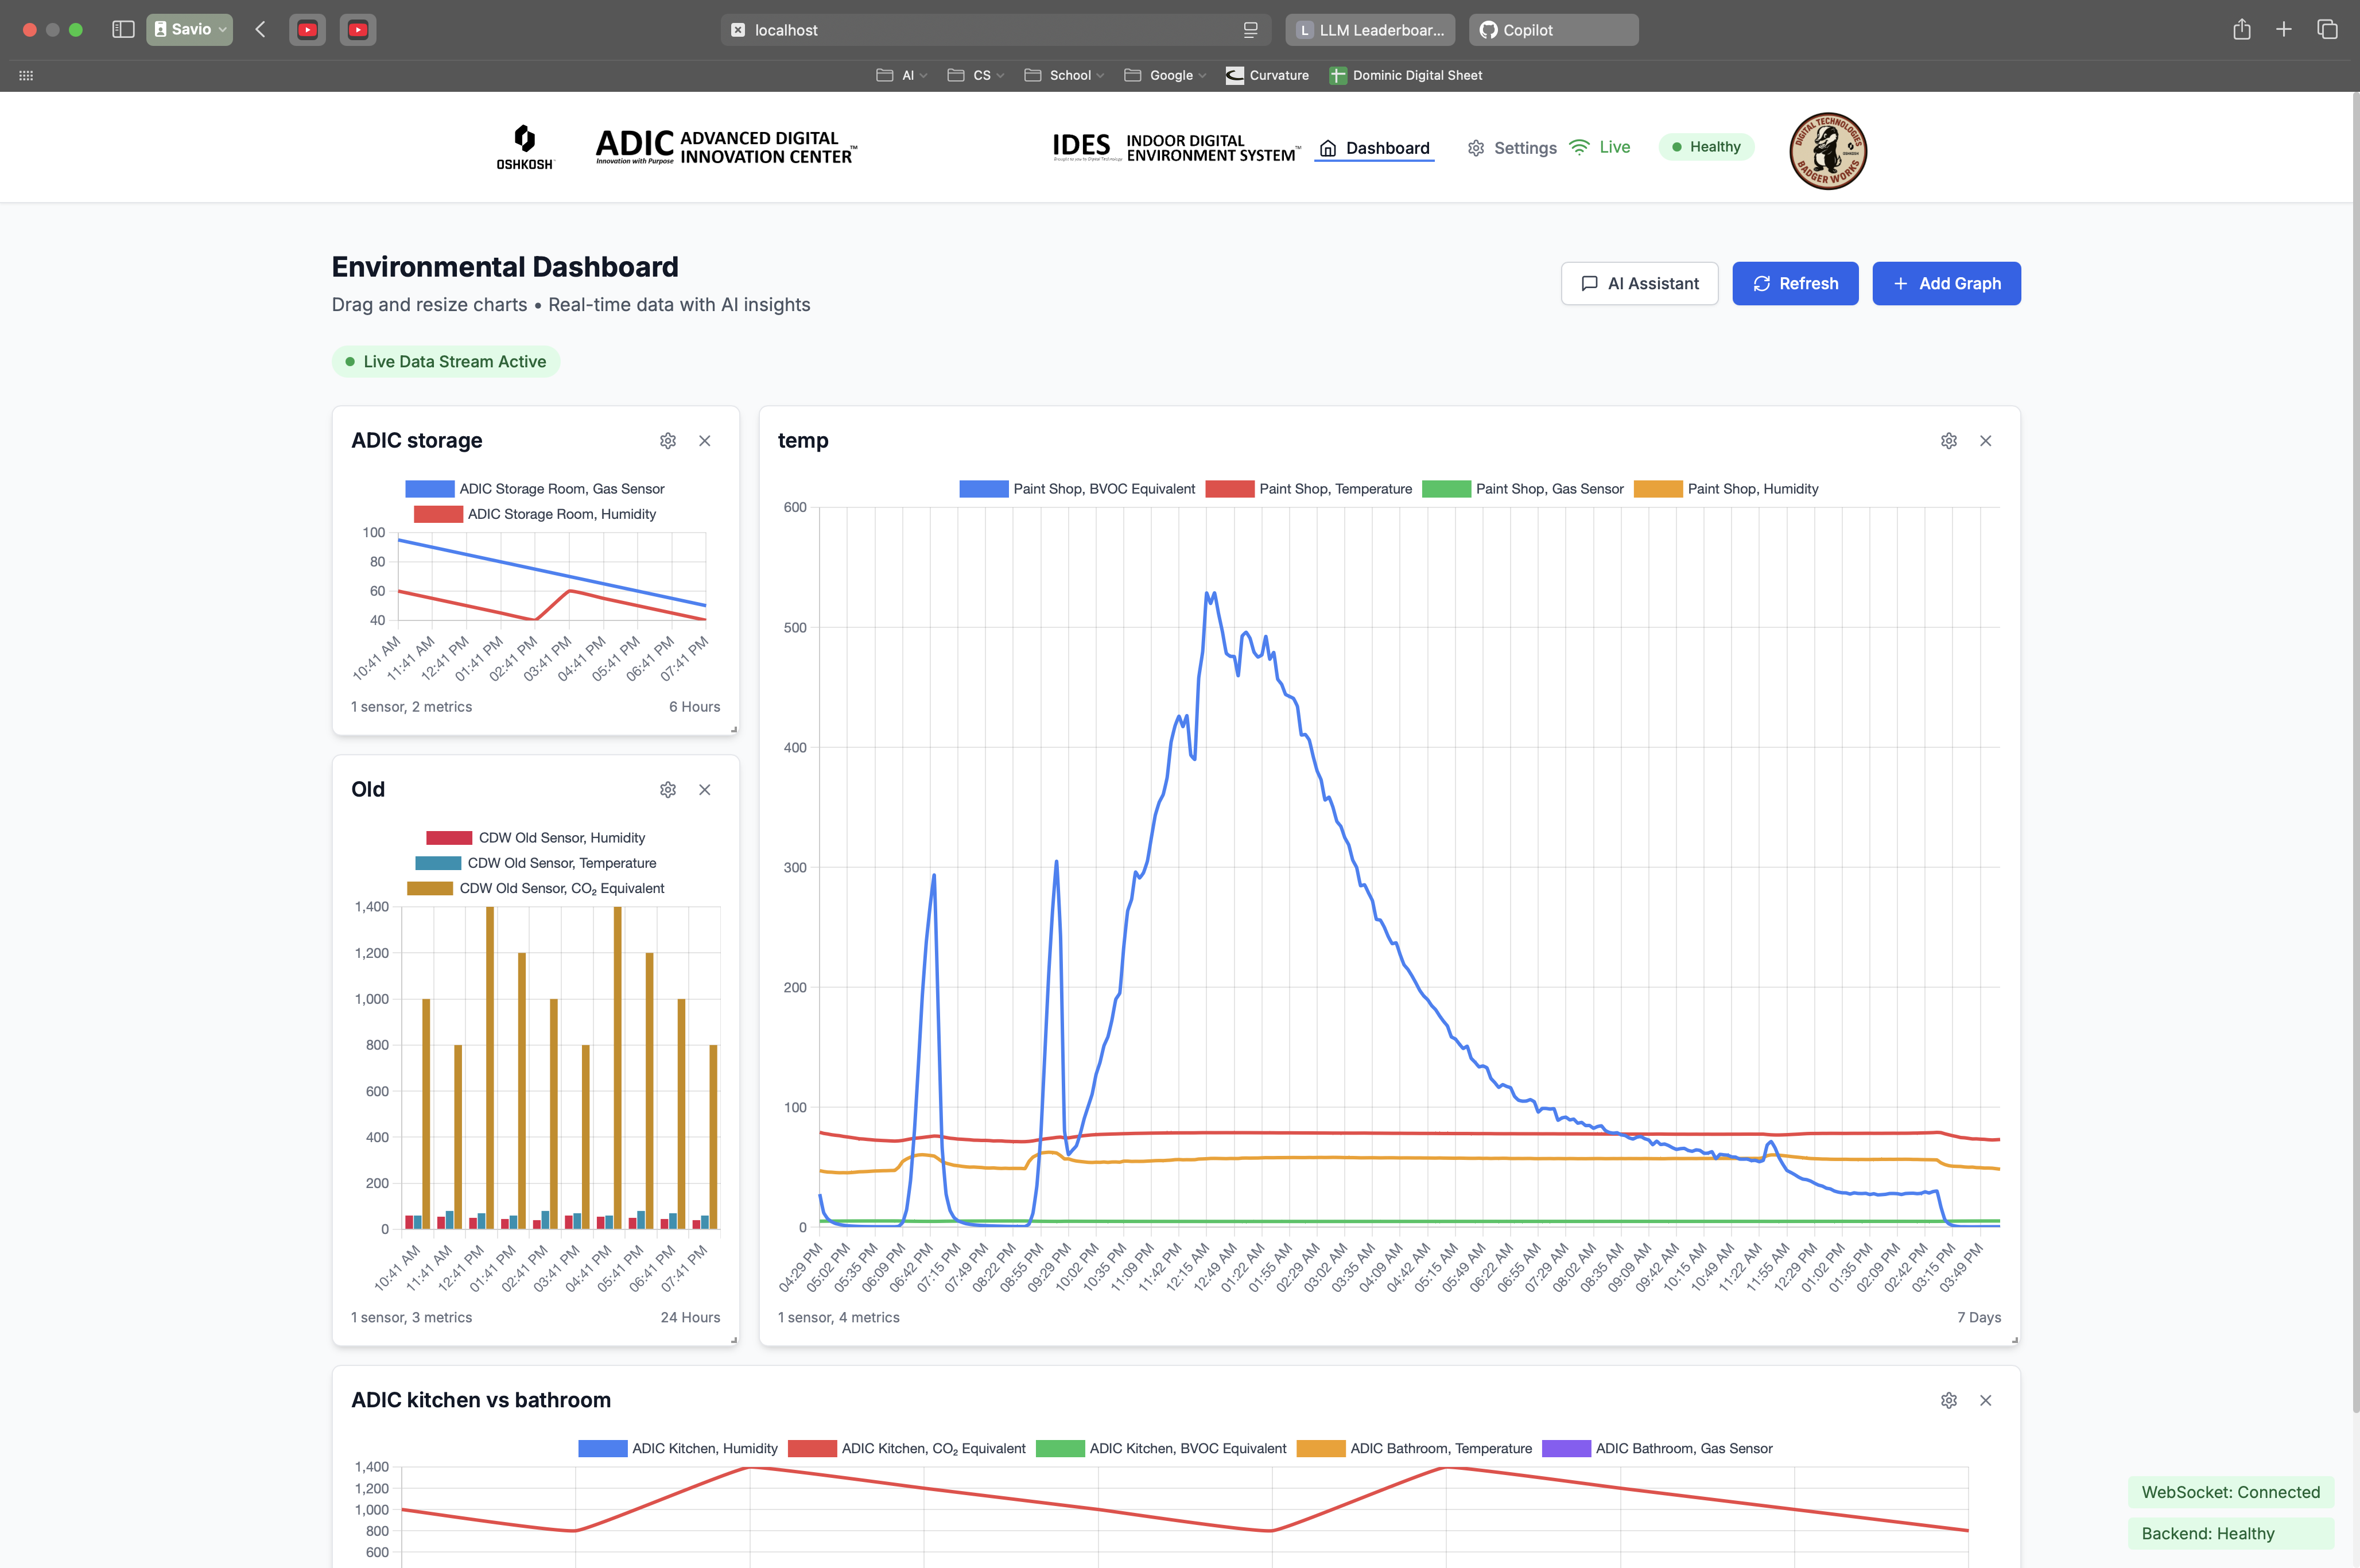 Savio
localhost
LLM Leaderboar...
Copilot
AI
CS
School
Google
Curvature
Dominic Digital Sheet
OSHKOSH
ADIC ADVANCED DIGITAL
Innovation with Purpose INNOVATION CENTER™
IDES INDOOR DIGITAL
ENVIRONMENT SYSTEM™
Dashboard
Settings
Live
Healthy
DIGITAL TECHNOLOGIES
BADGER WORKS
Environmental Dashboard
Drag and resize charts • Real-time data with AI insights
AI Assistant
Refresh
Add Graph
Live Data Stream Active
ADIC storage
ADIC Storage Room, Gas Sensor
ADIC Storage Room, Humidity
100
80
60
40
10:41 AM
11:41 AM
12:41 PM
01:41 PM
02:41 PM
03:41 PM
04:41 PM
05:41 PM
06:41 PM
07:41 PM
1 sensor, 2 metrics
6 Hours
temp
Paint Shop, BVOC Equivalent
Paint Shop, Temperature
Paint Shop, Gas Sensor
Paint Shop, Humidity
600
500
400
300
200
100
0
04:29 PM
05:02 PM
05:35 PM
06:09 PM
06:42 PM
07:15 PM
07:49 PM
08:22 PM
08:55 PM
09:29 PM
10:02 PM
10:35 PM
11:09 PM
11:42 PM
12:15 AM
12:49 AM
01:22 AM
01:55 AM
02:29 AM
03:02 AM
03:35 AM
04:09 AM
04:42 AM
05:15 AM
05:49 AM
06:22 AM
06:55 AM
07:29 AM
08:02 AM
08:35 AM
09:09 AM
09:42 AM
10:15 AM
10:49 AM
11:22 AM
11:55 AM
12:29 PM
01:02 PM
01:35 PM
02:09 PM
02:42 PM
03:15 PM
03:49 PM
1 sensor, 4 metrics
7 Days
Old
CDW Old Sensor, Humidity
CDW Old Sensor, Temperature
CDW Old Sensor, CO₂ Equivalent
1,400
1,200
1,000
800
600
400
200
0
10:41 AM
11:41 AM
12:41 PM
01:41 PM
02:41 PM
03:41 PM
04:41 PM
05:41 PM
06:41 PM
07:41 PM
1 sensor, 3 metrics
24 Hours
ADIC kitchen vs bathroom
ADIC Kitchen, Humidity
ADIC Kitchen, CO₂ Equivalent
ADIC Kitchen, BVOC Equivalent
ADIC Bathroom, Temperature
ADIC Bathroom, Gas Sensor
1,400
1,200
1,000
800
600
WebSocket: Connected
Backend: Healthy